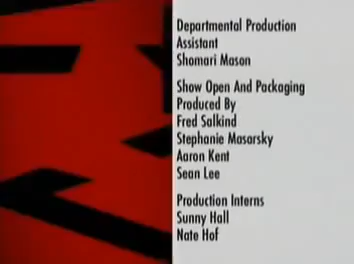 Departmental Production
Assistant
Shomari Mason
Show Open And Packaging
Produced By
Fred Salkind
Stephanie Masarsky
Aaron Kent
Sean Lee
Production Interns
Sunny Hall
Nate Hof